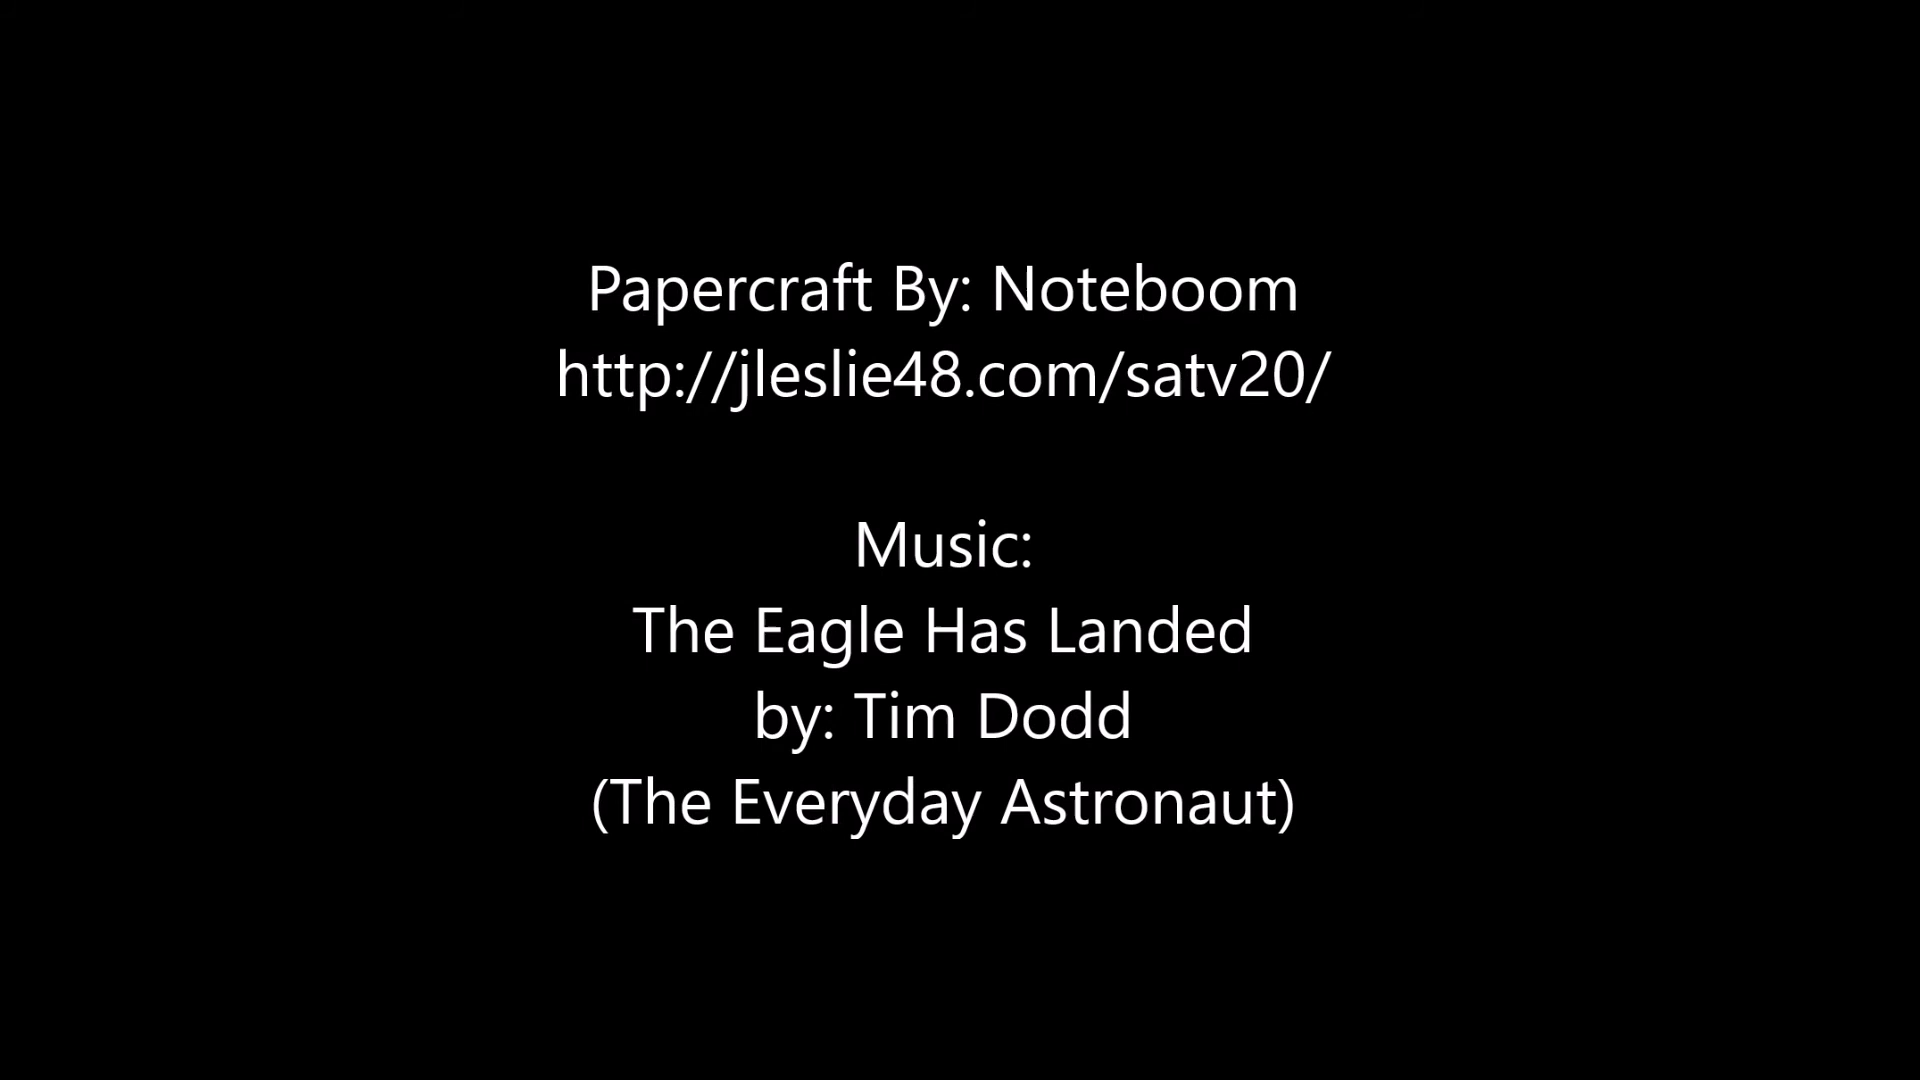 Papercraft By: Noteboom
http://jleslie48.com/satv20/
Music:
The Eagle Has Landed
by: Tim Dodd
(The Everyday Astronaut)